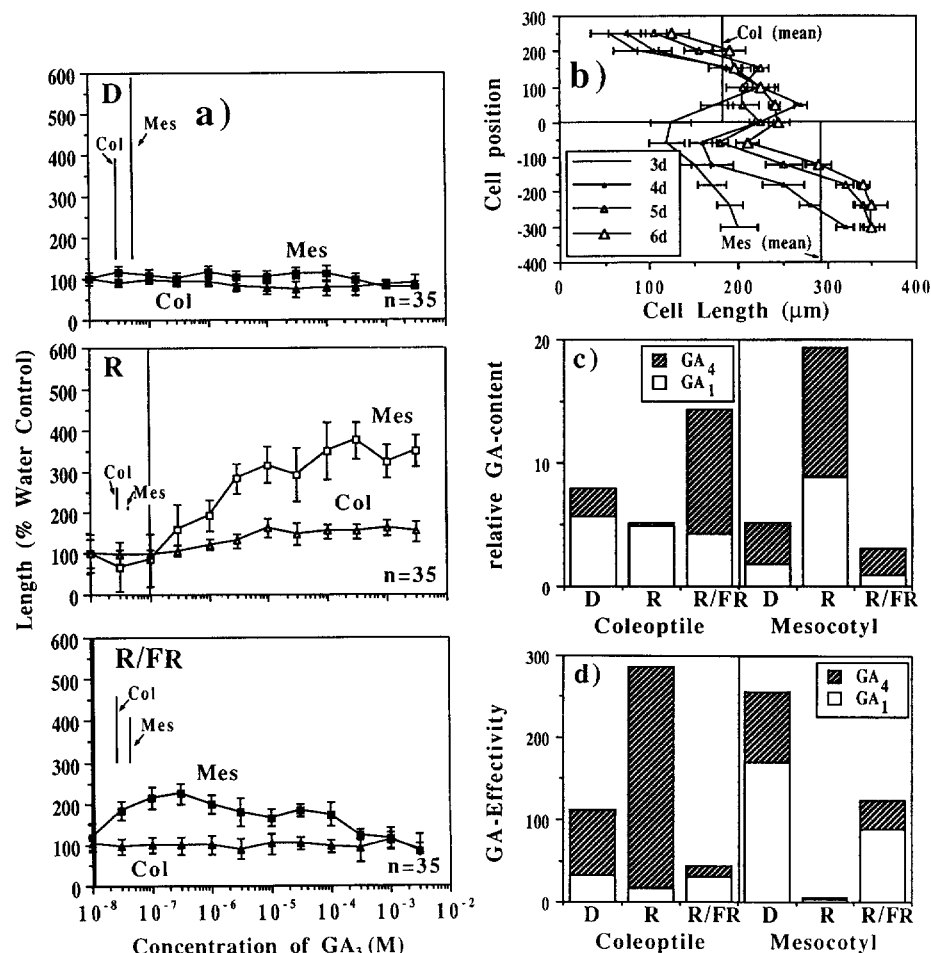 D
a)
Col
Mes
Mes
Col
n=35
600
500
400
300
200
100
0
R
Col
Mes
Mes
Col
n=35
600
500
400
300
200
100
0
R/FR
Col
Mes
Mes
Col
n=35
600
500
400
300
200
100
0
Length (% Water Control)
10⁻⁸
10⁻⁷
10⁻⁶
10⁻⁵
10⁻⁴
10⁻³
10⁻²
Concentration of GA₃(M)
b)
Col (mean)
Mes (mean)
3d
4d
5d
6d
300
200
100
0
-100
-200
-300
-400
Cell position
0
100
200
300
400
Cell Length (μm)
c)
GA₄
GA₁
20
10
0
relative GA-content
D R R/FR D R R/FR
Coleoptile Mesocotyl
d)
GA₄
GA₁
300
200
100
0
GA-Effectivity
D R R/FR D R R/FR
Coleoptile Mesocotyl